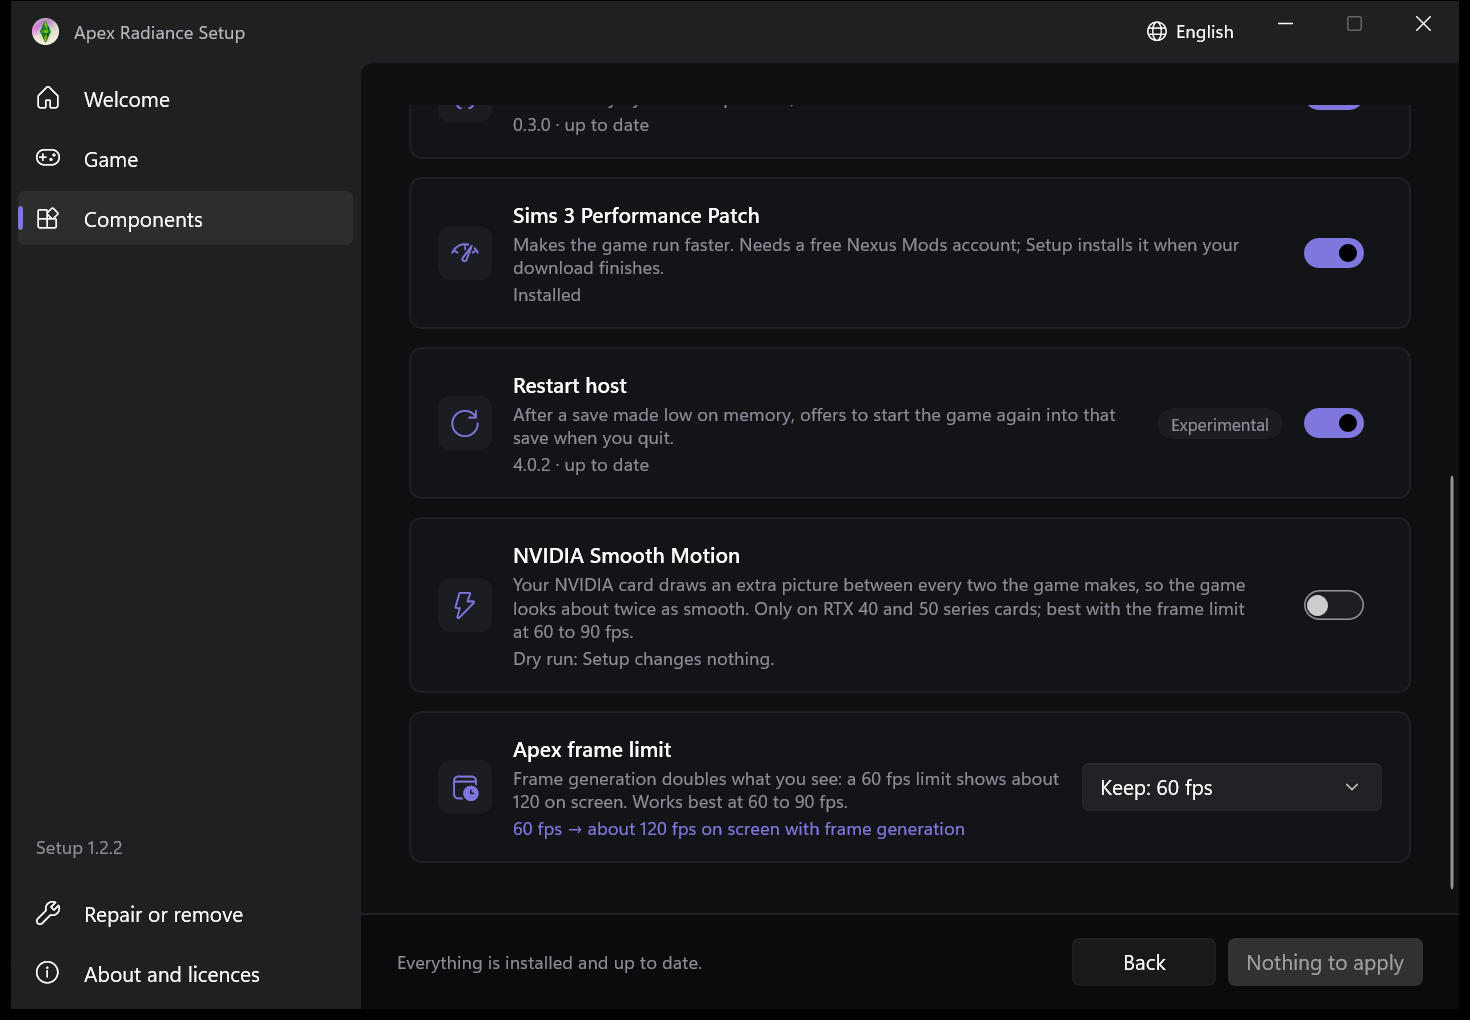 Apex Radiance Setup
English
Welcome
Game
Components
Setup 1.2.2
Repair or remove
About and licences
0.3.0 · up to date
Sims 3 Performance Patch
Makes the game run faster. Needs a free Nexus Mods account; Setup installs it when your
download finishes.
Installed
Restart host
After a save made low on memory, offers to start the game again into that
save when you quit.
4.0.2 · up to date
Experimental
NVIDIA Smooth Motion
Your NVIDIA card draws an extra picture between every two the game makes, so the game
looks about twice as smooth. Only on RTX 40 and 50 series cards; best with the frame limit
at 60 to 90 fps.
Dry run: Setup changes nothing.
Apex frame limit
Frame generation doubles what you see: a 60 fps limit shows about
120 on screen. Works best at 60 to 90 fps.
60 fps → about 120 fps on screen with frame generation
Keep: 60 fps
Everything is installed and up to date.
Back
Nothing to apply